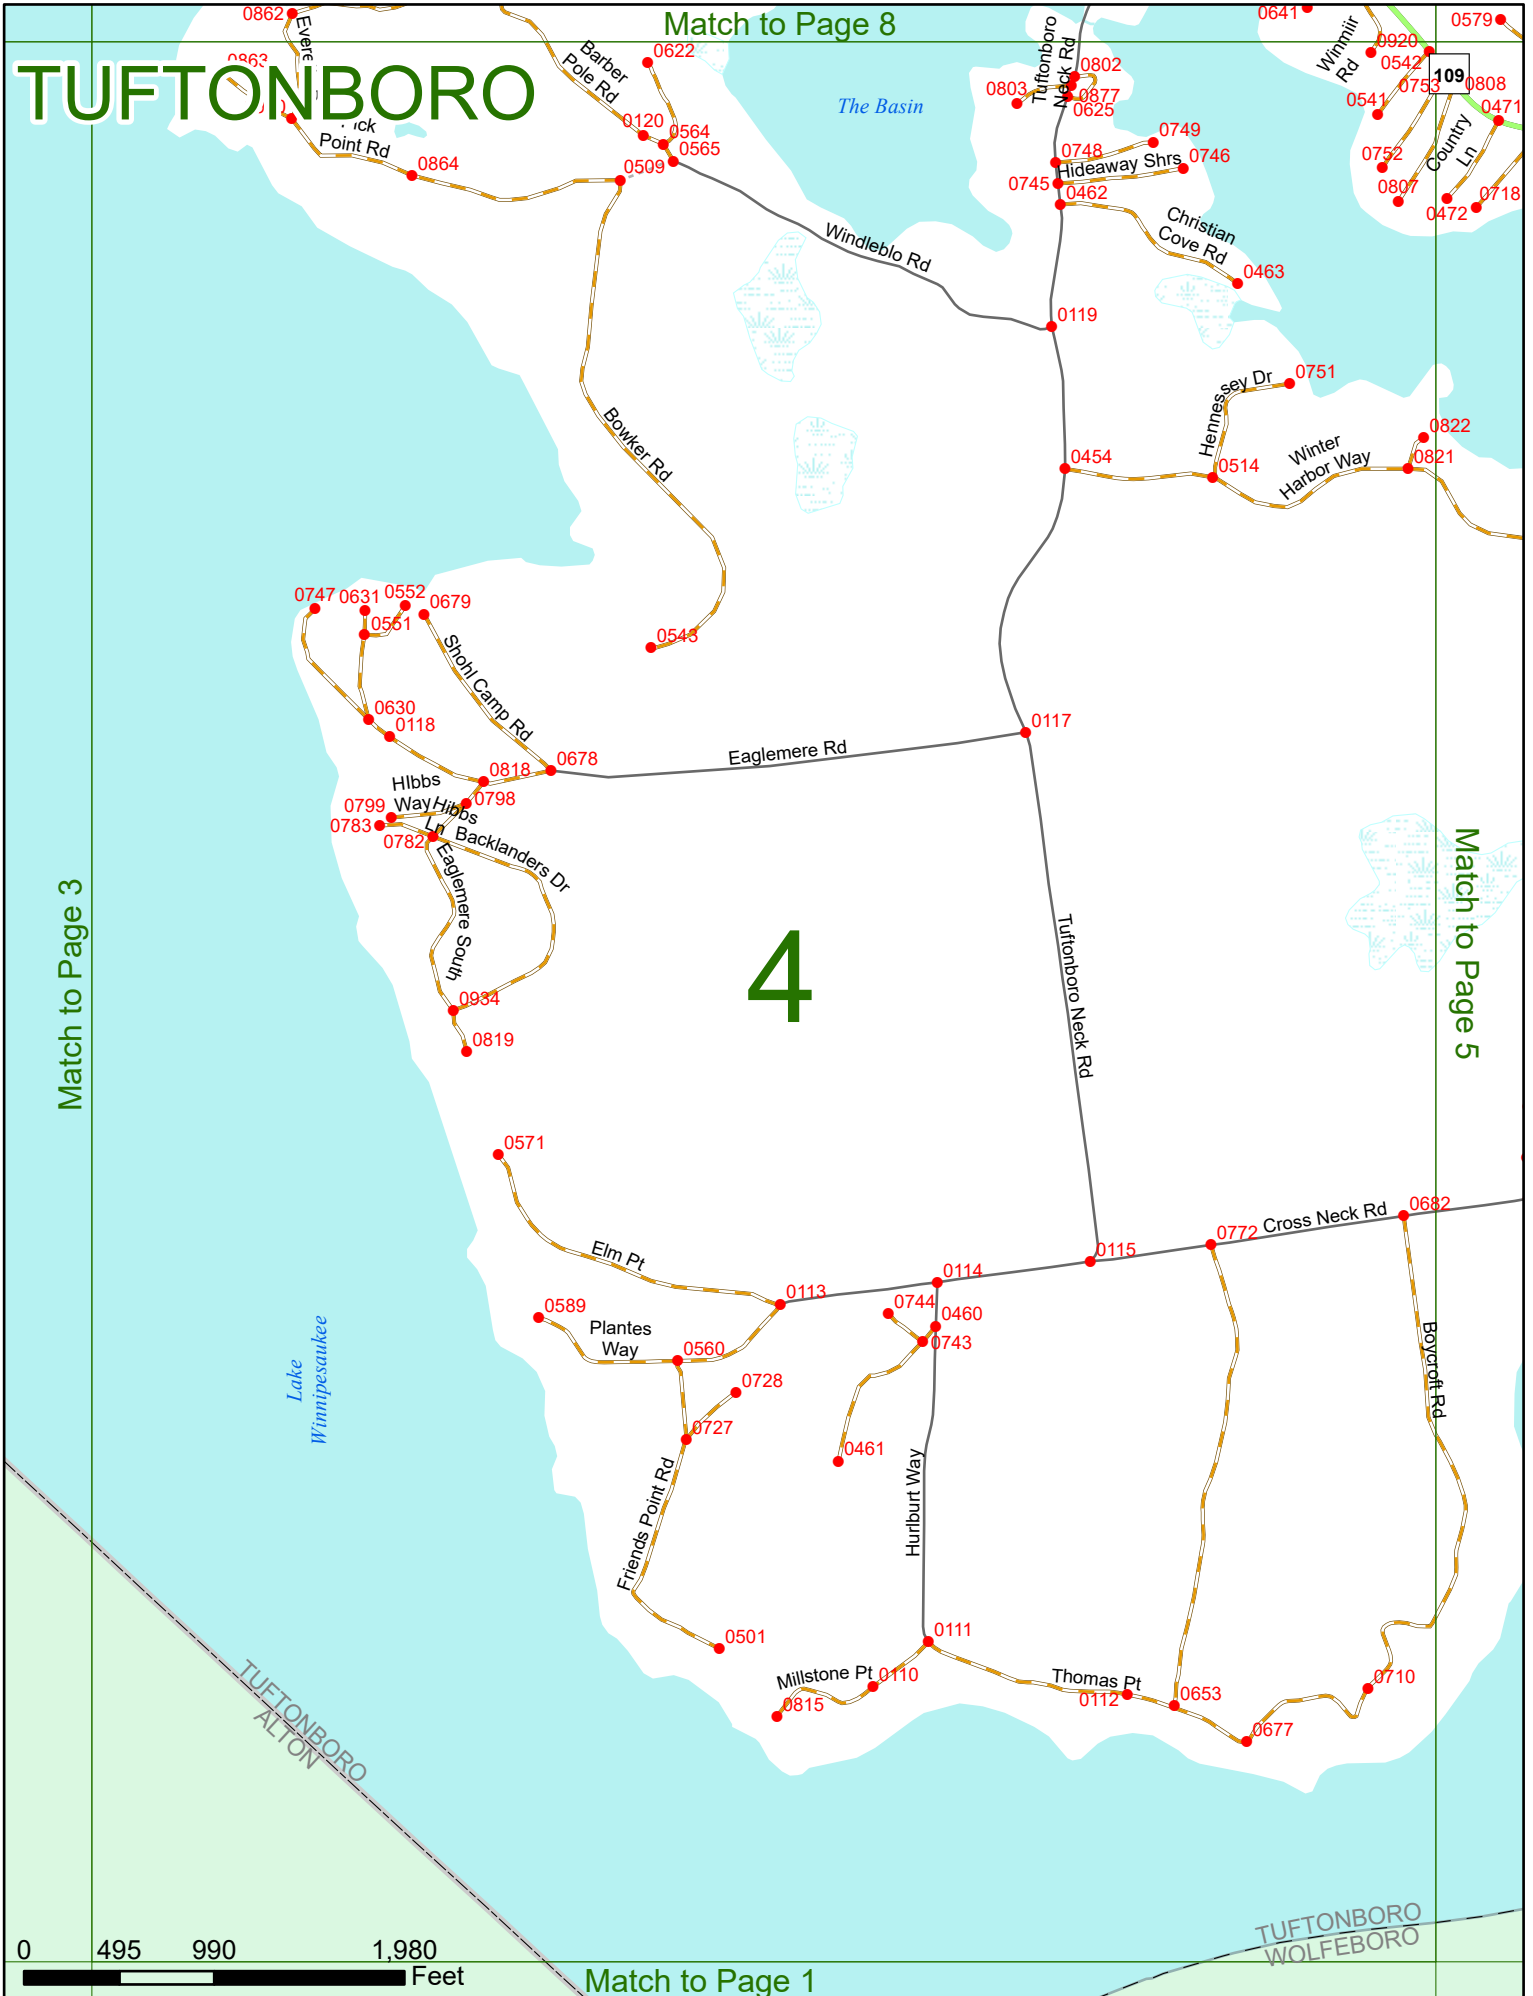 Match to Page 8
TUFTONBORO
0862
0863
Point Rd
0864
Barber
Pole Rd
0622
0120
0564
0565
0509
The Basin
Windleblo Rd
Tuftonboro
Neck Rd
0802
0803
0877
0625
0748
0749
Hideaway Shrs
0746
0745
0462
Christian
Cove Rd
0463
0119
0641
Winmiir
Rd
0920
0542
0541
109
0579
0753
0808
0471
0752
0807
Country
Ln
0472
0718
Hennessey Dr
0751
0454
0514
Winter
Harbor Way
0822
0821
Bowker Rd
0543
0747
0631
0552
0551
0679
Shohl Camp Rd
0630
0118
0678
0818
Eaglemere Rd
0117
HIbbs
Way
0798
0799
Hibbs
Ln
0783
0782
Backlanders Dr
Eaglemere South
0934
0819
4
Tuftonboro Neck Rd
Match to Page 3
Match to Page 5
0571
Elm Pt
0113
0114
0115
0772
Cross Neck Rd
0682
0589
Plantes
Way
0560
0744
0460
0743
0728
0727
0461
Friends Point Rd
0501
Hurlburt Way
Boycroft Rd
Lake
Winnipesaukee
0111
Millstone Pt
0110
0815
Thomas Pt
0112
0653
0677
0710
TUFTONBORO
ALTON
TUFTONBORO
WOLFEBORO
0 495 990 1,980
Feet
Match to Page 1